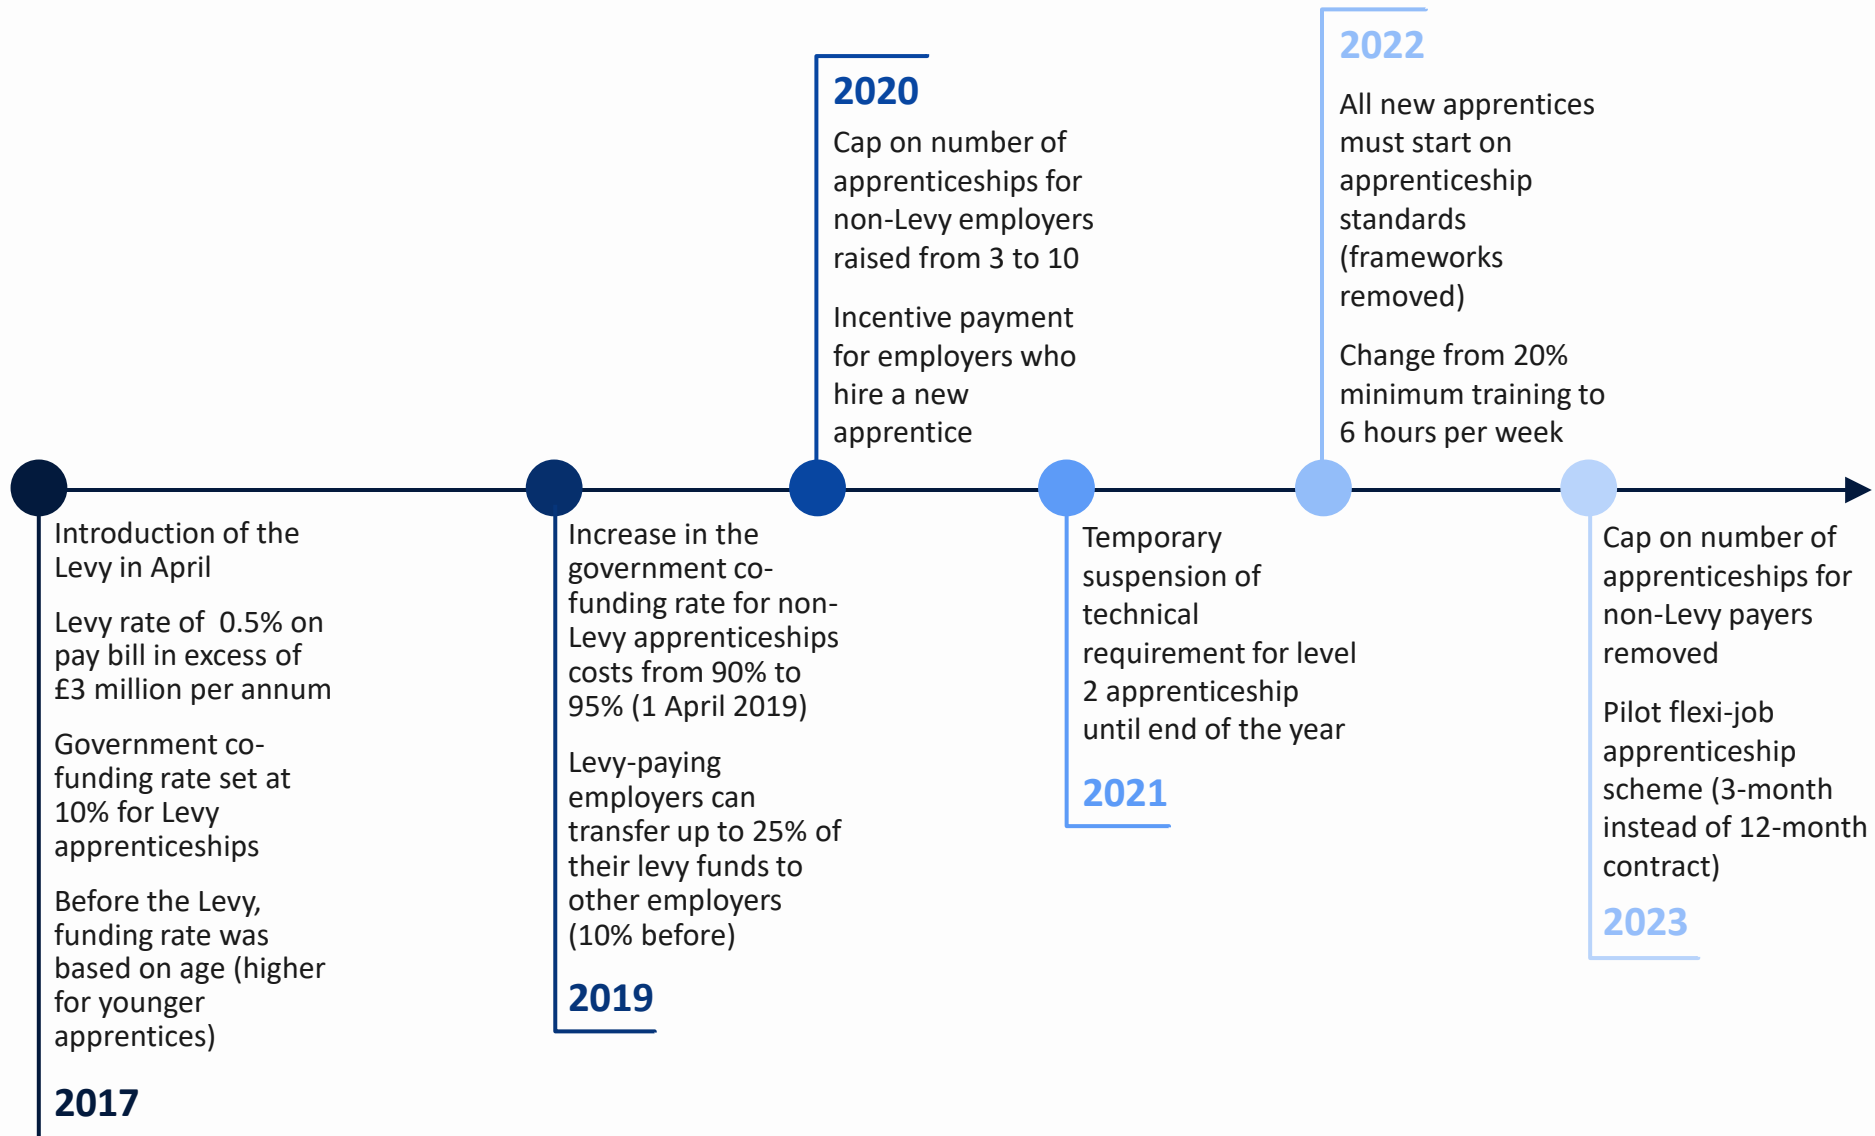 Introduction of the
Levy in April
Levy rate of  0.5% on
pay bill in excess of
£3 million per annum
Government co-
funding rate set at
10% for Levy
apprenticeships
Before the Levy,
funding rate was
based on age (higher
for younger
apprentices)
2017
Increase in the
government co-
funding rate for non-
Levy apprenticeships
costs from 90% to
95% (1 April 2019)
Levy-paying
employers can
transfer up to 25% of
their levy funds to
other employers
(10% before)
2019
2020
Cap on number of
apprenticeships for
non-Levy employers
raised from 3 to 10
Incentive payment
for employers who
hire a new
apprentice
Temporary
suspension of
technical
requirement for level
2 apprenticeship
until end of the year
2021
2022
All new apprentices
must start on
apprenticeship
standards
(frameworks
removed)
Change from 20%
minimum training to
6 hours per week
Cap on number of
apprenticeships for
non-Levy payers
removed
Pilot flexi-job
apprenticeship
scheme (3-month
instead of 12-month
contract)
2023